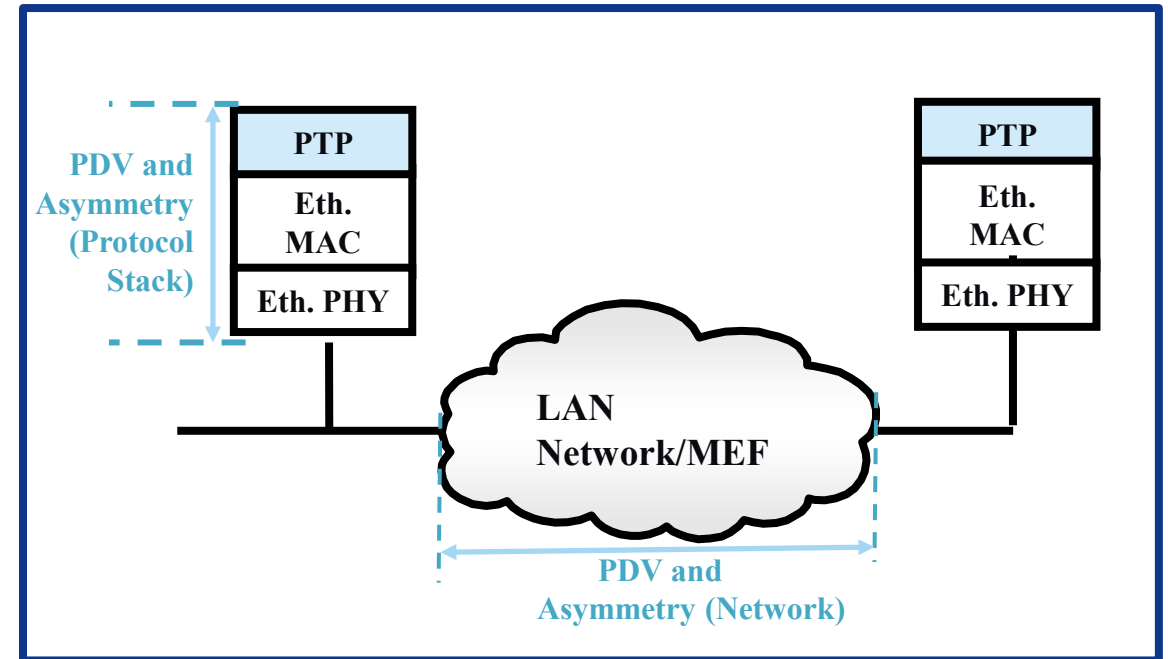 PTP
Eth.
MAC
Eth. PHY
PDV and
Asymmetry
(Protocol
Stack)
PTP
Eth.
MAC
Eth. PHY
LAN
Network/MEF
PDV and
Asymmetry (Network)